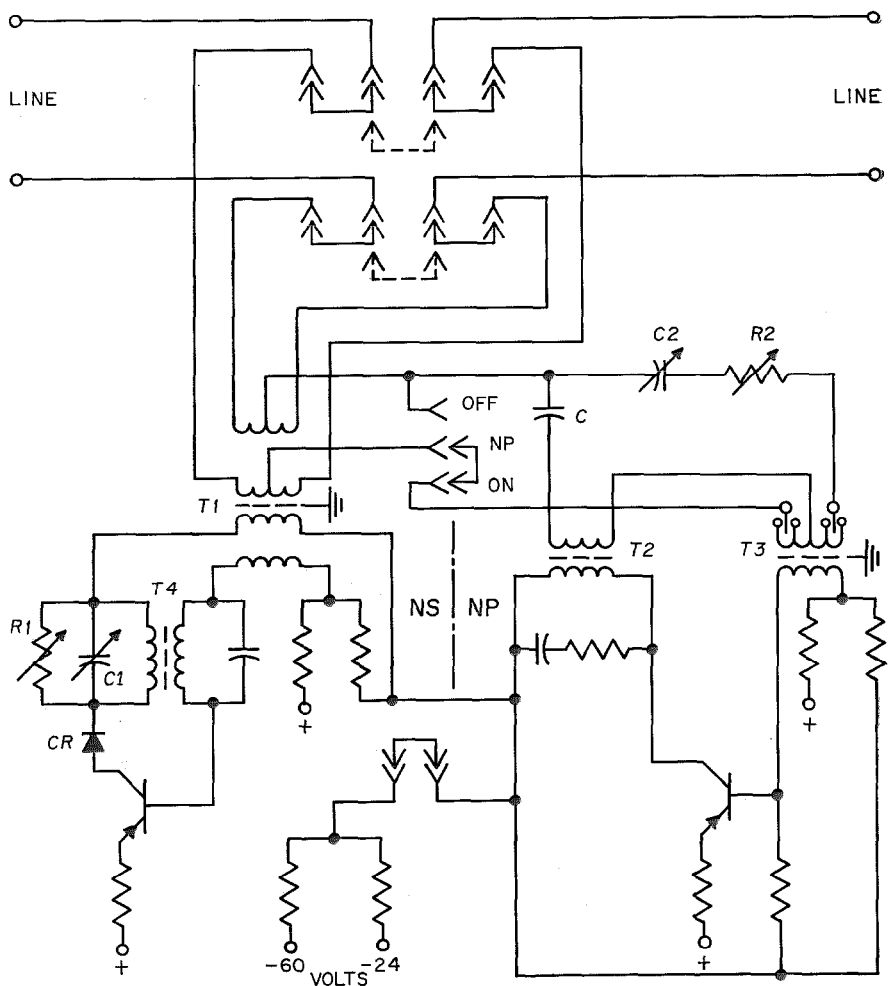 LINE
LINE
C2
R2
OFF
C
NP
ON
T1
T2
T3
T4
NS
NP
R1
C1
+
+
CR
-60
VOLTS
-24
+
+